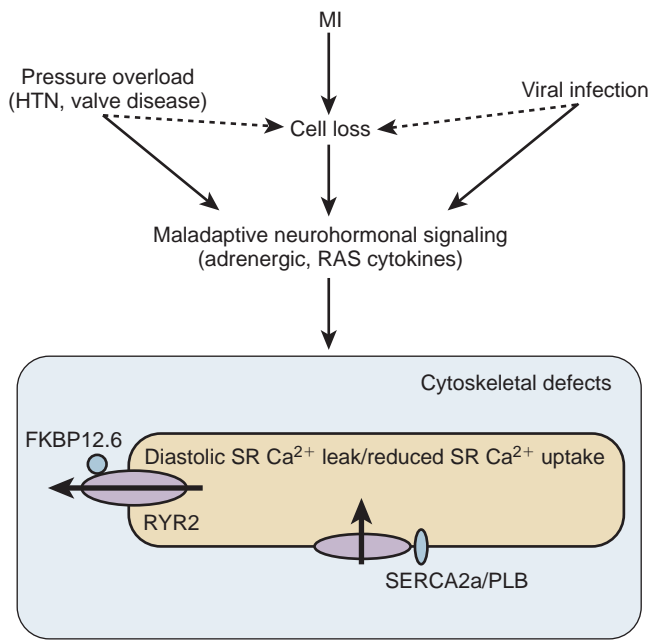 MI
Pressure overload
(HTN, valve disease)
Viral infection
Cell loss
Maladaptive neurohormonal signaling
(adrenergic, RAS cytokines)
Cytoskeletal defects
FKBP12.6
Diastolic SR Ca²⁺ leak/reduced SR Ca²⁺ uptake
RYR2
SERCA2a/PLB